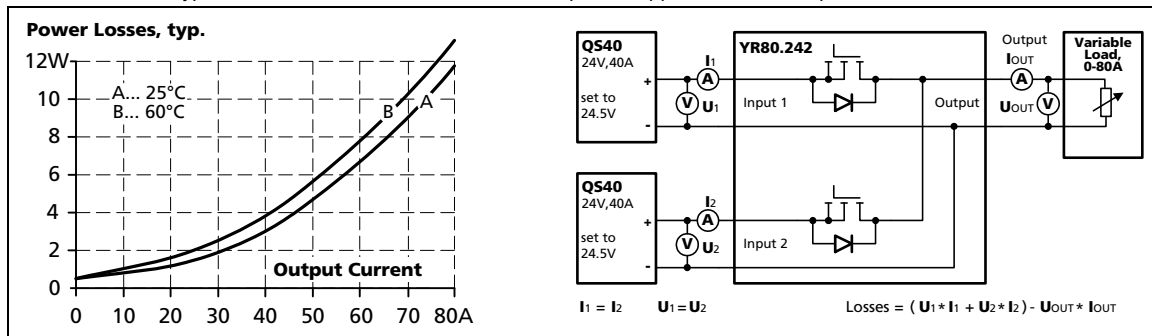 Power Losses, typ.
12W
10
8
6
4
2
0
A... 25°C
B... 60°C
B
A
Output Current
0 10 20 30 40 50 60 70 80A
QS40
24V,40A
set to
24.5V
+
-
I1
A
V U1
YR80.242
Input 1
Output
Output
IOUT
A
UOUT V
Variable
Load,
0-80A
QS40
24V,40A
set to
24.5V
+
-
I2
A
V U2
Input 2
I1 = I2 U1=U2 Losses = ( U1* I1 + U2* I2) - UOUT* IOUT